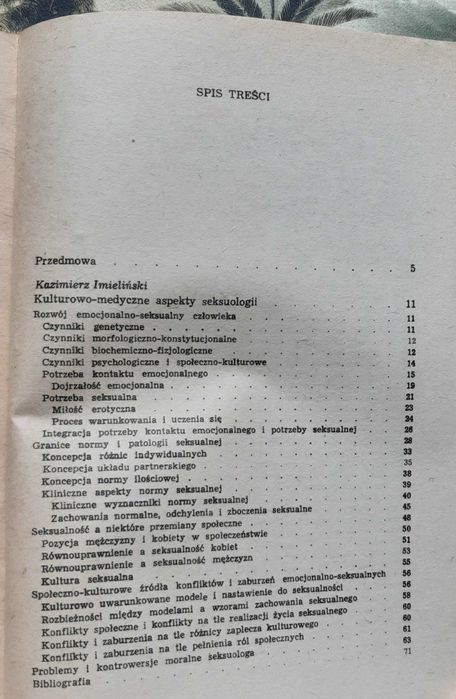 SPIS TREŚCI
Przedmowa . . . . . . . . . . 5
Kazimierz Imieliński
Kulturowo-medyczne aspekty seksuologii . . . . . 11
Rozwój emocjonalno-seksualny człowieka . . . . . 11
Czynniki genetyczne . . . . . . . . 11
Czynniki morfologiczno-konstytucjonalne . . . . 12
Czynniki biochemiczno-fizjologiczne . . . . . 12
Czynniki psychologiczne i społeczno-kulturowe . . . 14
Potrzeba kontaktu emocjonalnego . . . . . . 15
Dojrzałość emocjonalna . . . . . . . 19
Potrzeba seksualna . . . . . . . . 21
Miłość erotyczna . . . . . . . . 23
Proces warunkowania i uczenia się . . . . . 24
Integracja potrzeby kontaktu emocjonalnego i potrzeby seksualnej . 26
Granice normy i patologii seksualnej . . . . . 28
Koncepcja różnic indywidualnych . . . . . 33
Koncepcja układu partnerskiego . . . . . . 35
Koncepcja normy ilościowej . . . . . . 38
Kliniczne aspekty normy seksualnej . . . . . 39
Kliniczne wyznaczniki normy seksualnej . . . . 40
Zachowania normalne, odchylenia i zboczenia seksualne . . 45
Seksualność a niektóre przemiany społeczne . . . . 48
Pozycja mężczyzny i kobiety w społeczeństwie . . . 50
Równouprawnienie a seksualność kobiet . . . . 51
Równouprawnienie a seksualność mężczyzn . . . . 53
Kultura seksualna . . . . . . . . 55
Społeczno-kulturowe źródła konfliktów i zaburzeń emocjonalno-seksualnych 56
Kulturowo uwarunkowane modele i nastawienie do seksualności . 56
Rozbieżności między modelami a wzorami zachowania seksualnego . 58
Konflikty społeczne i konflikty na tle realizacji życia seksualnego . 60
Konflikty i zaburzenia na tle różnicy zaplecza kulturowego . . 60
Konflikty i zaburzenia na tle pełnienia ról społecznych . . 61
Problemy i kontrowersje moralne seksuologa . . . . 63
Bibliografia . . . . . . . . . 71